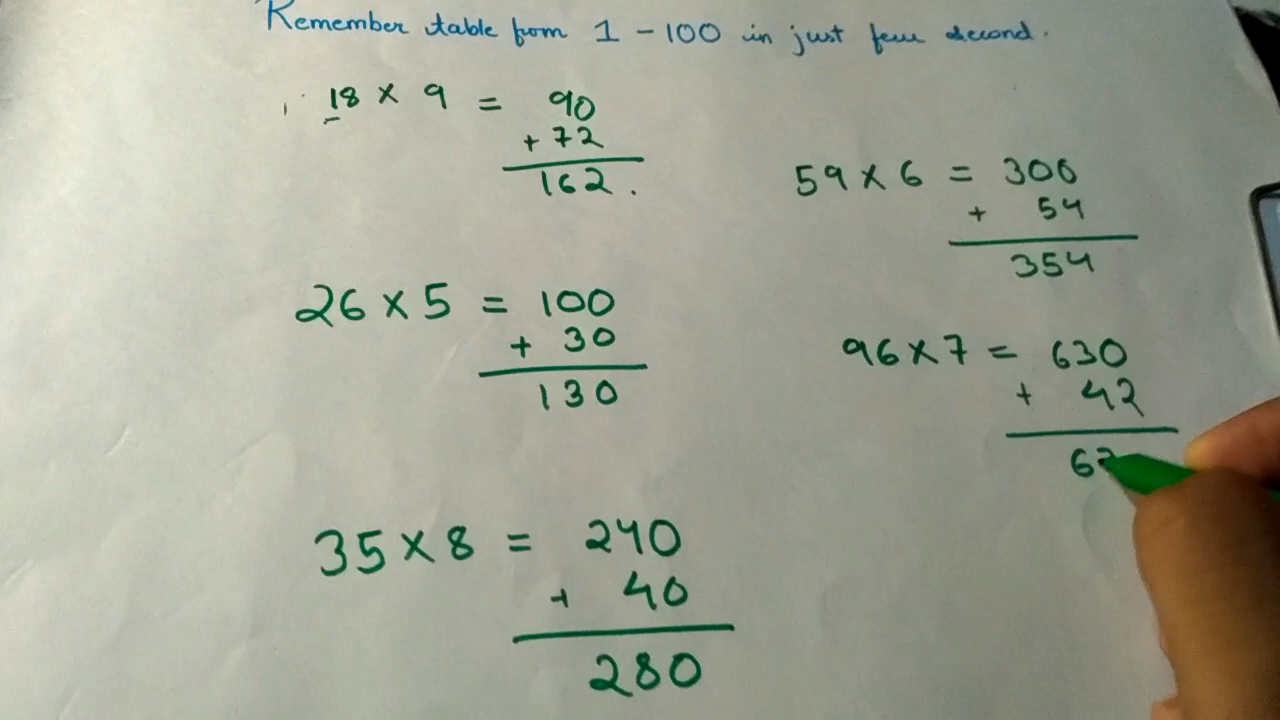 Remember table from 1 - 100 in just few second.
18 x 9 = 90
+ 72
162.
26 x 5 = 100
+ 30
130
35 x 8 = 240
+ 40
280
59 x 6 = 300
+ 54
354
96 x 7 = 630
+ 42
6